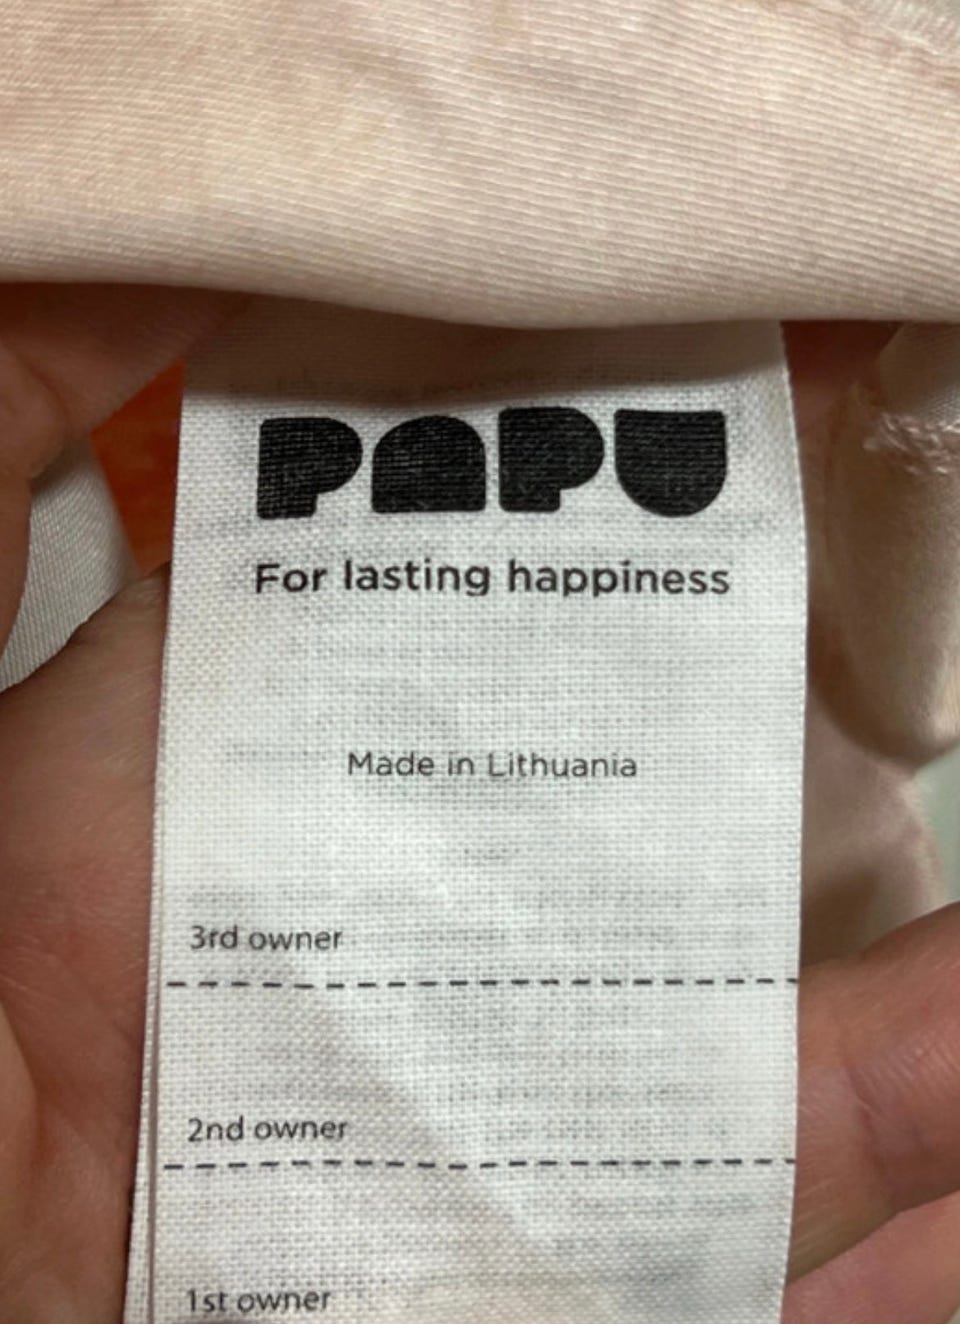 PAPU
For lasting happiness
Made in Lithuania
3rd owner
2nd owner
1st owner